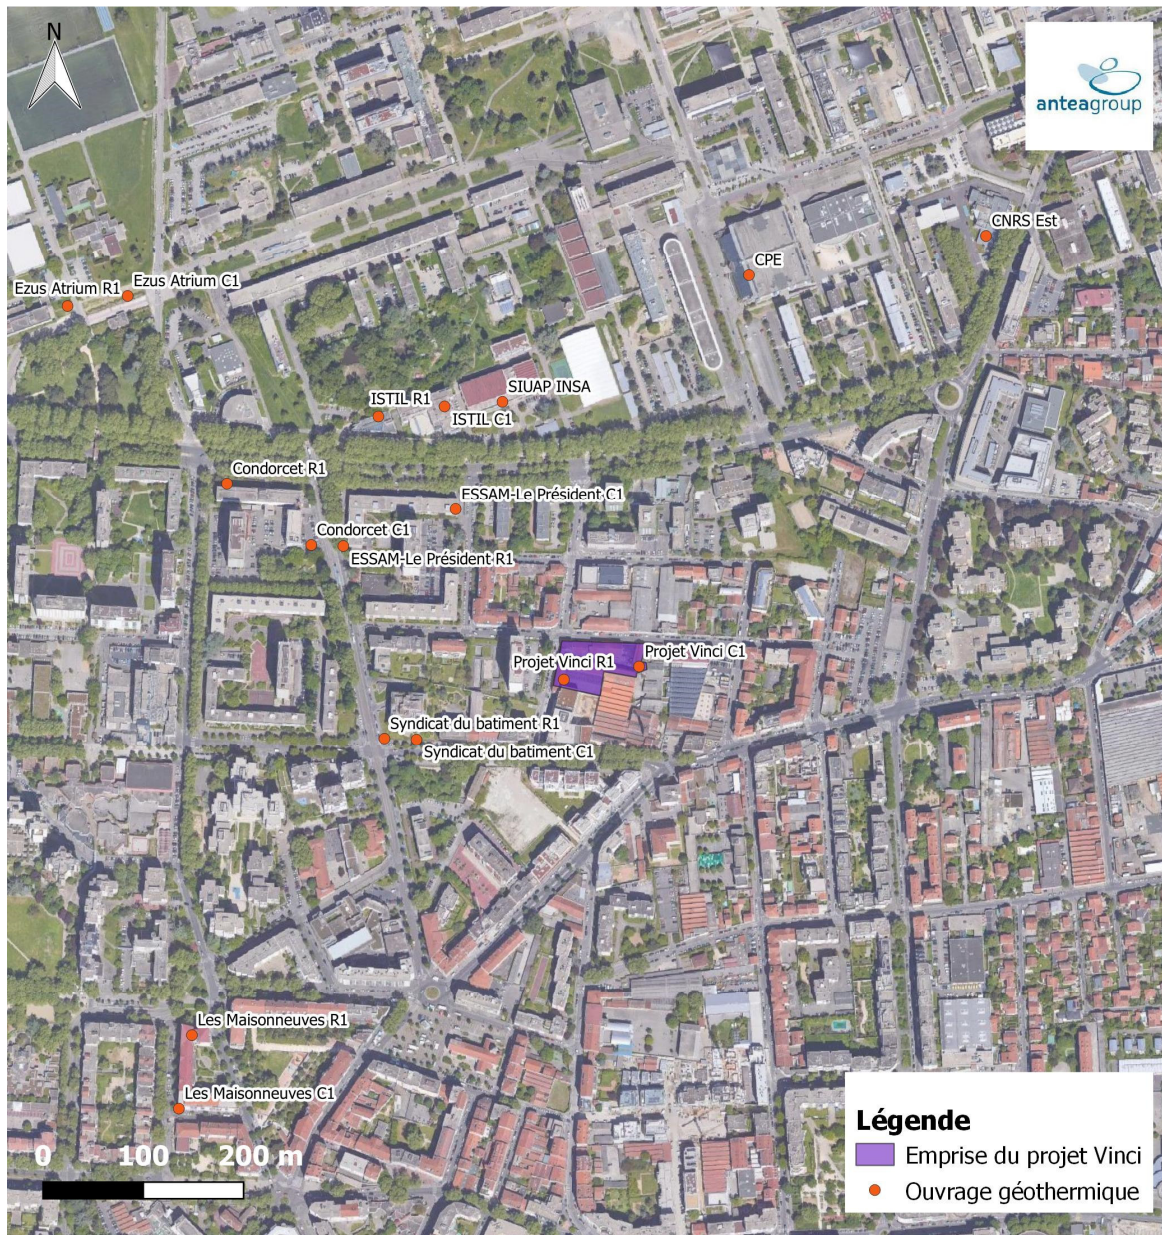 N
anteagroup
CNRS Est
CPE
Ezus Atrium R1
Ezus Atrium C1
SIUAP INSA
ISTIL R1
ISTIL C1
Condorcet R1
ESSAM-Le Président C1
Condorcet C1
ESSAM-Le Président R1
Projet Vinci C1
Projet Vinci R1
Syndicat du batiment R1
Syndicat du batiment C1
Les Maisonneuves R1
Les Maisonneuves C1
0 100 200 m
Légende
Emprise du projet Vinci
Ouvrage géothermique